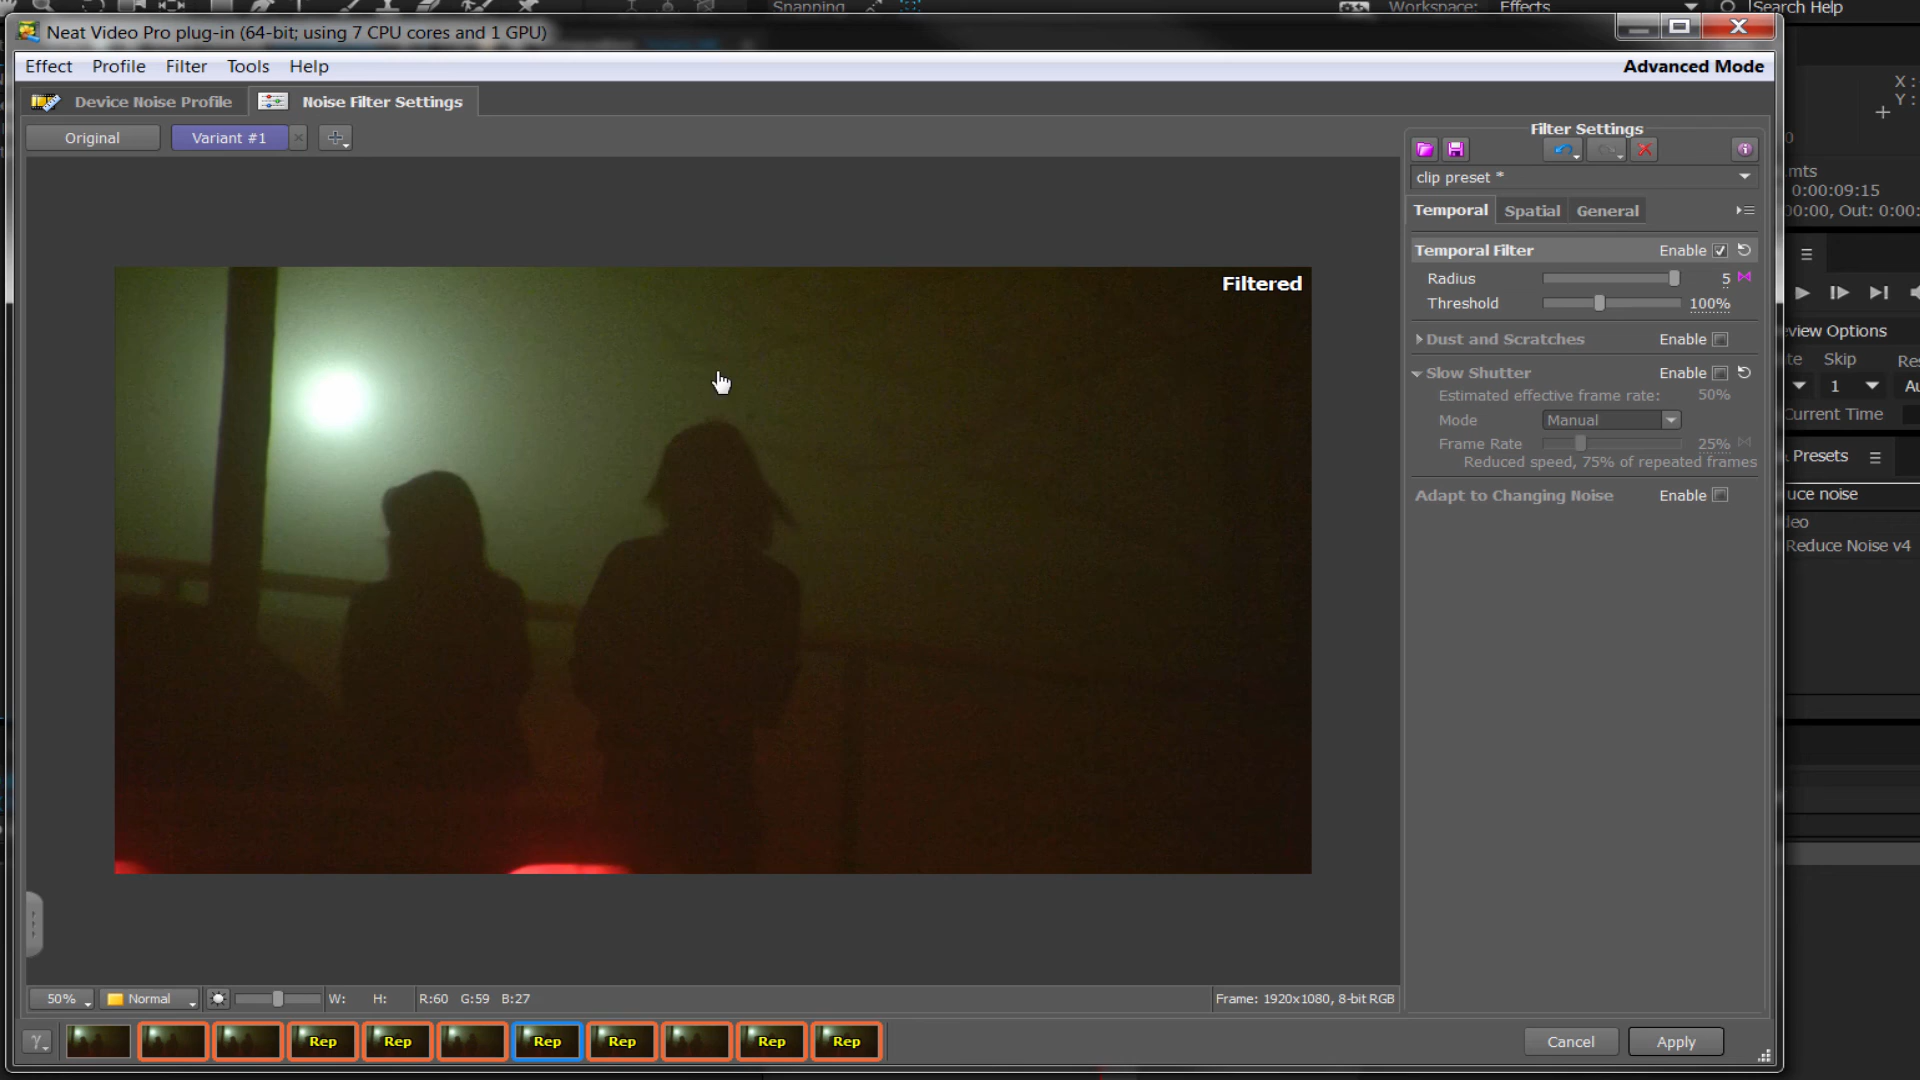 Snapping
Workspace:
Effects
Search Help
Neat Video Pro plug-in (64-bit; using 7 CPU cores and 1 GPU)
Effect
Profile
Filter
Tools
Help
Advanced Mode
X:
Device Noise Profile
Noise Filter Settings
Y:
Original
Variant #1
Filter Settings
clip preset *
.mts
0:00:09:15
Temporal
Spatial
General
00:00, Out: 0:00:
Temporal Filter
Enable
Radius
5
Threshold
100%
Filtered
Dust and Scratches
Enable
view Options
Slow Shutter
Enable
Skip
Estimated effective frame rate:
50%
Mode
Manual
1
Current Time
Frame Rate
25%
Reduced speed, 75% of repeated frames
Presets
Adapt to Changing Noise
Enable
uce noise
deo
Reduce Noise v4
50%
Normal
W:
H:
R:60 G:59 B:27
Frame: 1920x1080, 8-bit RGB
Rep
Rep
Rep
Rep
Rep
Rep
Cancel
Apply